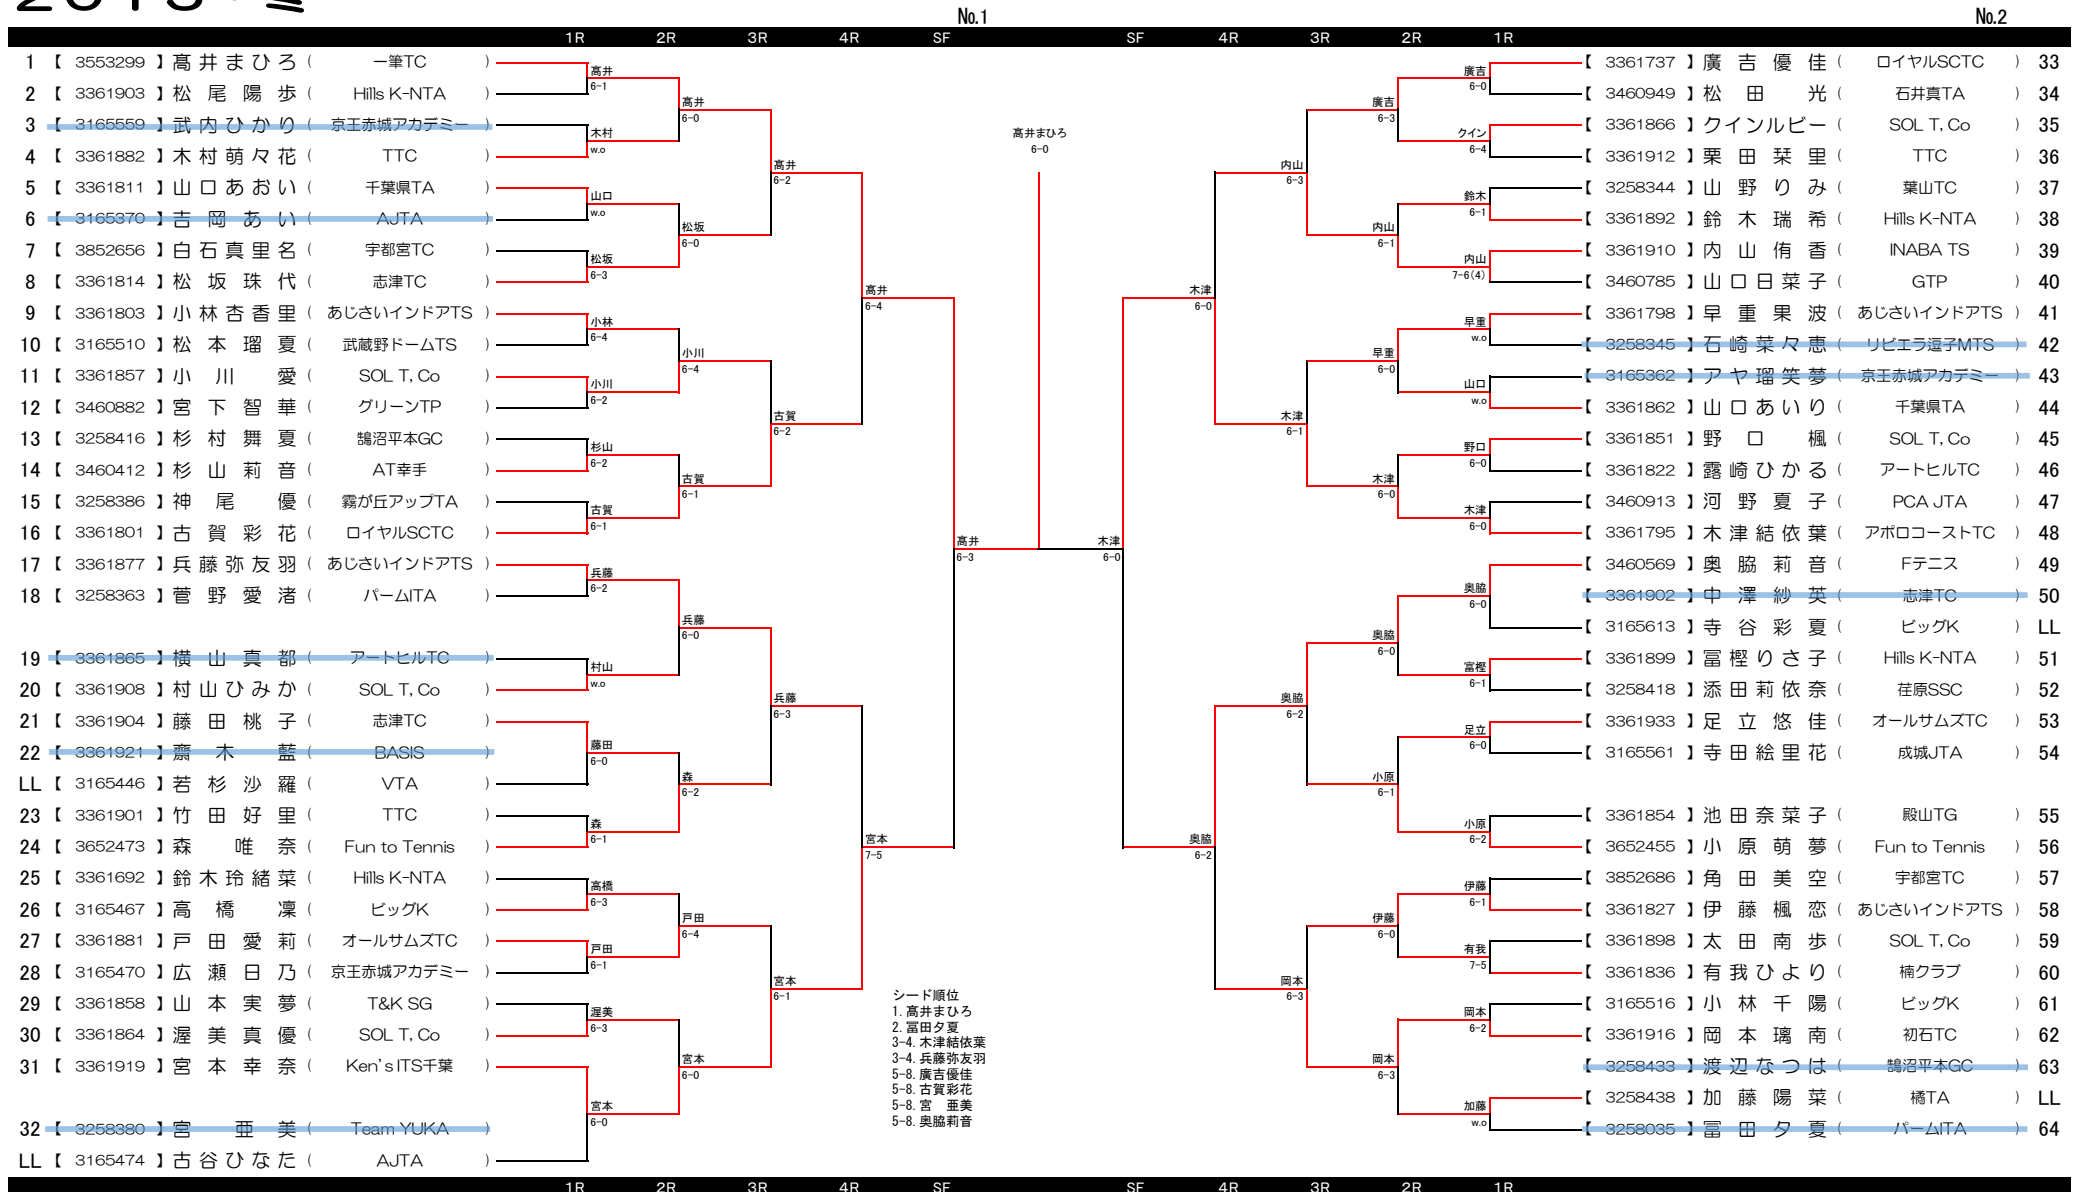 No.1
No.2
1R 2R 3R 4R SF SF 4R 3R 2R 1R
1 【 3553299 】 髙井まひろ ( 一筆TC )
2 【 3361903 】 松尾陽歩 ( Hills K-NTA )
3 【 3165559 】 武内ひかり ( 京王赤城アカデミー )
4 【 3361882 】 木村萌々花 ( TTC )
5 【 3361811 】 山口あおい ( 千葉県TA )
6 【 3165370 】 吉岡あい ( AJTA )
7 【 3852656 】 白石真里名 ( 宇都宮TC )
8 【 3361814 】 松坂珠代 ( 志津TC )
9 【 3361803 】 小林杏香里 ( あじさいインドアTS )
10 【 3165510 】 松本瑠夏 ( 武蔵野ドームTS )
11 【 3361857 】 小川愛 ( SOL T, Co )
12 【 3460882 】 宮下智華 ( グリーンTP )
13 【 3258416 】 杉村舞夏 ( 鵠沼平本GC )
14 【 3460412 】 杉山莉音 ( AT幸手 )
15 【 3258386 】 神尾優 ( 霧が丘アップTA )
16 【 3361801 】 古賀彩花 ( ロイヤルSCTC )
17 【 3361877 】 兵藤弥友羽 ( あじさいインドアTS )
18 【 3258363 】 菅野愛渚 ( パームITA )
19 【 3361865 】 横山真都 ( アートヒルTC )
20 【 3361908 】 村山ひみか ( SOL T, Co )
21 【 3361904 】 藤田桃子 ( 志津TC )
22 【 3361921 】 齋木藍 ( BASIS )
LL 【 3165446 】 若杉沙羅 ( VTA )
23 【 3361901 】 竹田好里 ( TTC )
24 【 3652473 】 森唯奈 ( Fun to Tennis )
25 【 3361692 】 鈴木玲緒菜 ( Hills K-NTA )
26 【 3165467 】 高橋凜 ( ビッグK )
27 【 3361881 】 戸田愛莉 ( オールサムズTC )
28 【 3165470 】 広瀬日乃 ( 京王赤城アカデミー )
29 【 3361858 】 山本実夢 ( T&K SG )
30 【 3361864 】 渥美真優 ( SOL T, Co )
31 【 3361919 】 宮本幸奈 ( Ken's ITS千葉 )
32 【 3258380 】 宮亜美 ( Team YUKA )
LL 【 3165474 】 古谷ひなた ( AJTA )
髙井
6-1
木村
w.o
山口
w.o
松坂
6-3
小林
6-4
小川
6-2
杉山
6-2
古賀
6-1
兵藤
6-2
村山
w.o
藤田
6-0
森
6-1
高橋
6-3
戸田
6-1
渥美
6-3
宮本
6-0
髙井
6-0
松坂
6-0
小川
6-4
古賀
6-1
兵藤
6-0
森
6-2
戸田
6-4
宮本
6-0
髙井
6-2
古賀
6-2
兵藤
6-3
宮本
6-1
髙井
6-4
宮本
7-5
髙井
6-3
髙井まひろ
6-0
木津
6-0
木津
6-0
奥脇
6-2
内山
6-3
木津
6-1
奥脇
6-2
岡本
6-3
廣吉
6-3
内山
6-1
早重
6-0
木津
6-0
奥脇
6-0
小原
6-1
伊藤
6-0
岡本
6-3
廣吉
6-0
クイン
6-4
鈴木
6-1
内山
7-6(4)
早重
w.o
山口
w.o
野口
6-0
木津
6-0
奥脇
6-0
富樫
6-1
足立
6-0
小原
6-2
伊藤
6-1
有我
7-5
岡本
6-2
加藤
w.o
【 3361737 】 廣吉優佳 ( ロイヤルSCTC ) 33
【 3460949 】 松田光 ( 石井真TA ) 34
【 3361866 】 クインルビー ( SOL T, Co ) 35
【 3361912 】 栗田栞里 ( TTC ) 36
【 3258344 】 山野りみ ( 葉山TC ) 37
【 3361892 】 鈴木瑞希 ( Hills K-NTA ) 38
【 3361910 】 内山侑香 ( INABA TS ) 39
【 3460785 】 山口日菜子 ( GTP ) 40
【 3361798 】 早重果波 ( あじさいインドアTS ) 41
【 3258345 】 石崎菜々恵 ( リビエラ逗子MTS ) 42
【 3165362 】 アヤ瑠笑夢 ( 京王赤城アカデミー ) 43
【 3361862 】 山口あいり ( 千葉県TA ) 44
【 3361851 】 野口楓 ( SOL T, Co ) 45
【 3361822 】 露崎ひかる ( アートヒルTC ) 46
【 3460913 】 河野夏子 ( PCA JTA ) 47
【 3361795 】 木津結依葉 ( アポロコーストTC ) 48
【 3460569 】 奥脇莉音 ( Fテニス ) 49
【 3361902 】 中澤紗英 ( 志津TC ) 50
【 3165613 】 寺谷彩夏 ( ビッグK ) LL
【 3361899 】 冨樫りさ子 ( Hills K-NTA ) 51
【 3258418 】 添田莉依奈 ( 荏原SSC ) 52
【 3361933 】 足立悠佳 ( オールサムズTC ) 53
【 3165561 】 寺田絵里花 ( 成城JTA ) 54
【 3361854 】 池田奈菜子 ( 殿山TG ) 55
【 3652455 】 小原萌夢 ( Fun to Tennis ) 56
【 3852686 】 角田美空 ( 宇都宮TC ) 57
【 3361827 】 伊藤楓恋 ( あじさいインドアTS ) 58
【 3361898 】 太田南歩 ( SOL T, Co ) 59
【 3361836 】 有我ひより ( 楠クラブ ) 60
【 3165516 】 小林千陽 ( ビッグK ) 61
【 3361916 】 岡本璃南 ( 初石TC ) 62
【 3258433 】 渡辺なつは ( 鵠沼平本GC ) 63
【 3258438 】 加藤陽菜 ( 橘TA ) LL
【 3258035 】 冨田夕夏 ( パームITA ) 64
シード順位
1. 髙井まひろ
2. 冨田夕夏
3-4. 木津結依葉
3-4. 兵藤弥友羽
5-8. 廣吉優佳
5-8. 古賀彩花
5-8. 宮 亜美
5-8. 奥脇莉音
1R 2R 3R 4R SF SF 4R 3R 2R 1R